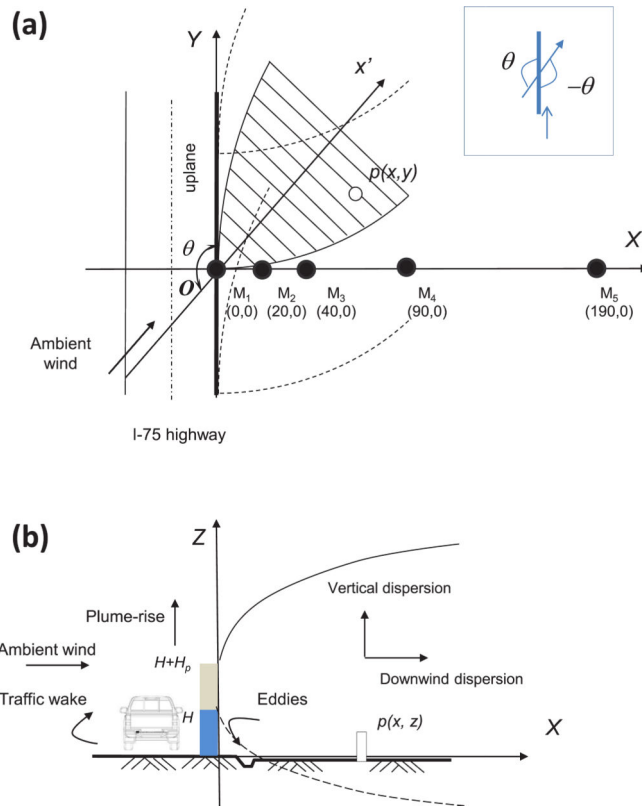 (a)
Y
x'
θ
−θ
uplane
p(x,y)
θ
X
O
M1 M2 M3 M4 M5
(0,0) (20,0) (40,0) (90,0) (190,0)
Ambient
wind
I-75 highway
(b)
Z
Vertical dispersion
Plume-rise
Ambient wind
H+Hp
Downwind dispersion
Traffic wake
H
Eddies
p(x, z)
X